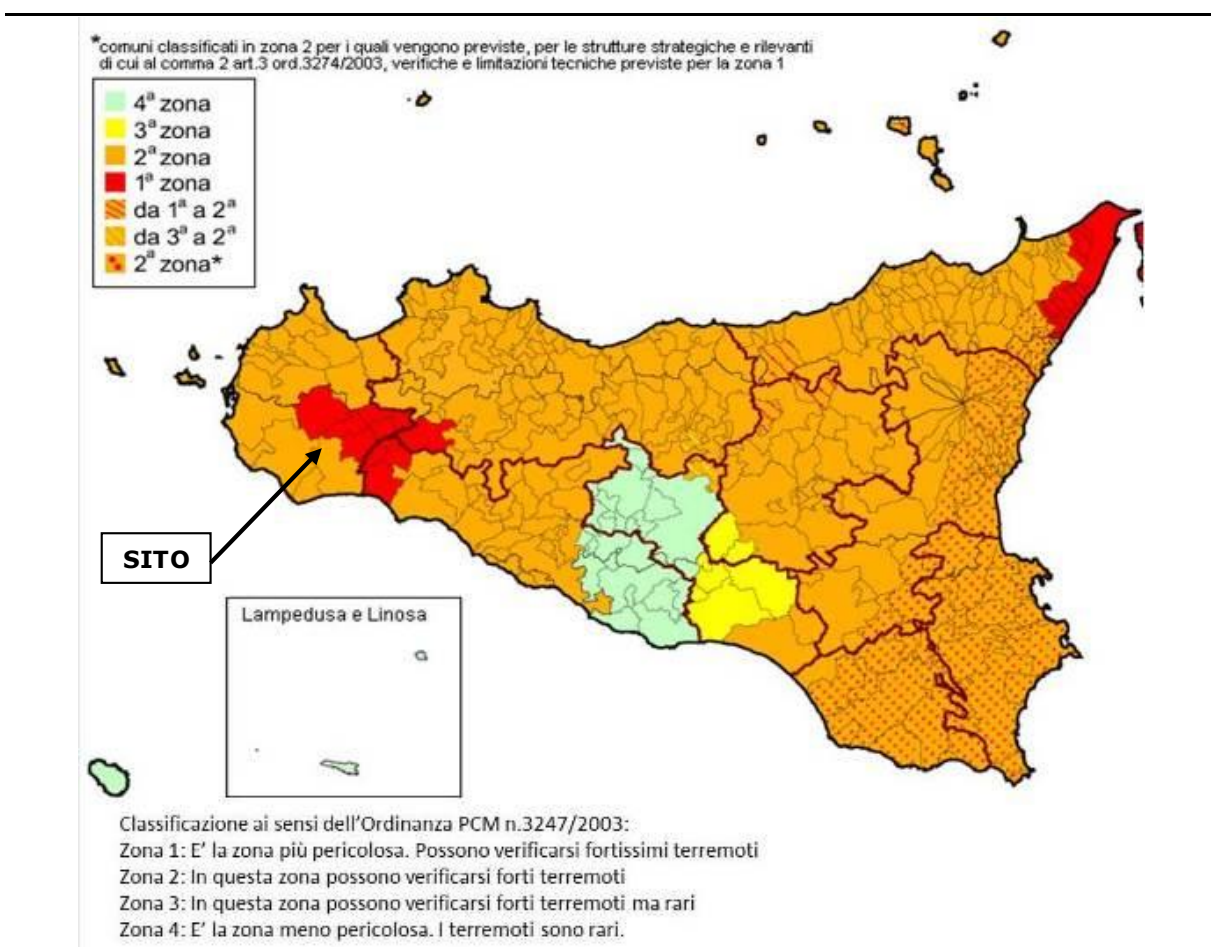 *comuni classificati in zona 2 per i quali vengono previste, per le strutture strategiche e rilevanti
di cui al comma 2 art.3 ord.3274/2003, verifiche e limitazioni tecniche previste per la zona 1
4ª zona
3ª zona
2ª zona
1ª zona
da 1ª a 2ª
da 3ª a 2ª
2ª zona*
SITO
Lampedusa e Linosa
Classificazione ai sensi dell'Ordinanza PCM n.3247/2003:
Zona 1: E' la zona più pericolosa. Possono verificarsi fortissimi terremoti
Zona 2: In questa zona possono verificarsi forti terremoti
Zona 3: In questa zona possono verificarsi forti terremoti ma rari
Zona 4: E' la zona meno pericolosa. I terremoti sono rari.